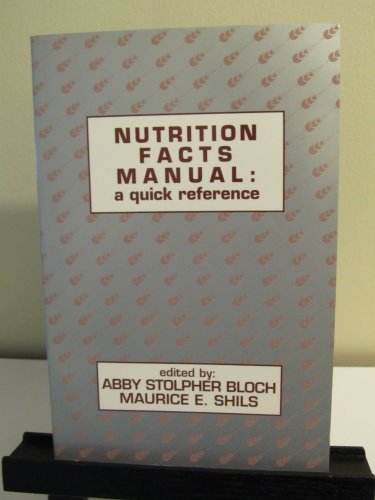 NUTRITION
FACTS
MANUAL:
a quick reference
edited by:
ABBY STOLPHER BLOCH
MAURICE E. SHILS